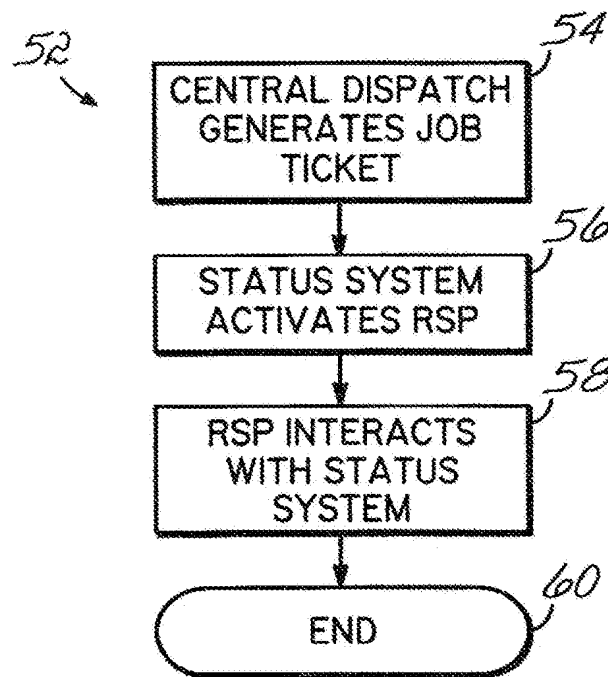 52
54
CENTRAL DISPATCH
GENERATES JOB
TICKET
56
STATUS SYSTEM
ACTIVATES RSP
58
RSP INTERACTS
WITH STATUS
SYSTEM
60
END